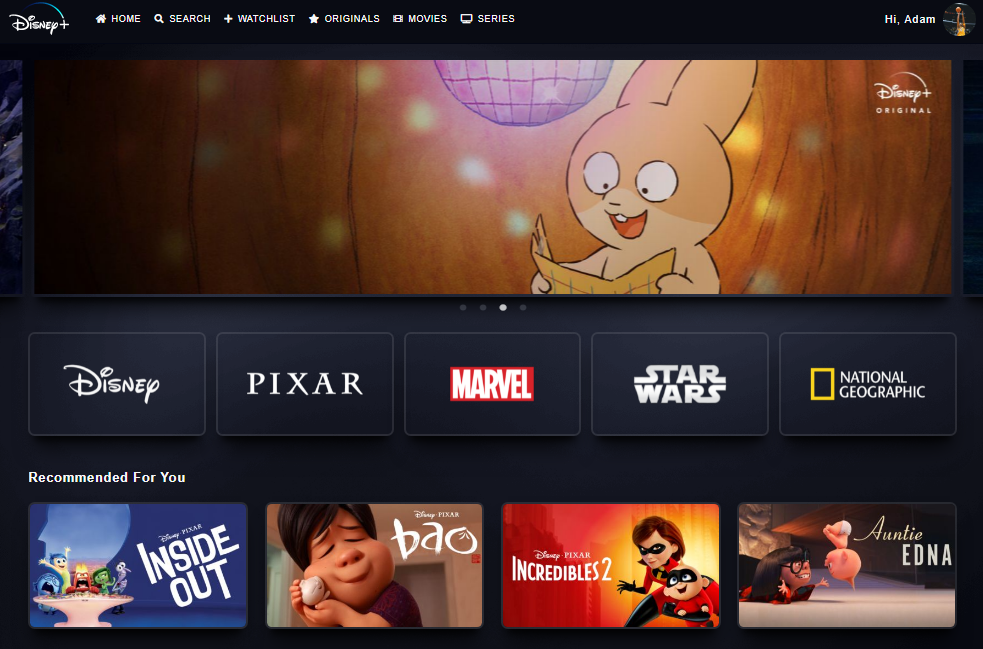 Disney+
HOME SEARCH WATCHLIST ORIGINALS MOVIES SERIES
Hi, Adam
Disney+
ORIGINAL
Disney
PIXAR
MARVEL
STAR
WARS
NATIONAL
GEOGRAPHIC
Recommended For You
Disney · PIXAR
INSIDE
OUT
Disney · PIXAR
bao
Disney · PIXAR
INCREDIBLES 2
Auntie
EDNA